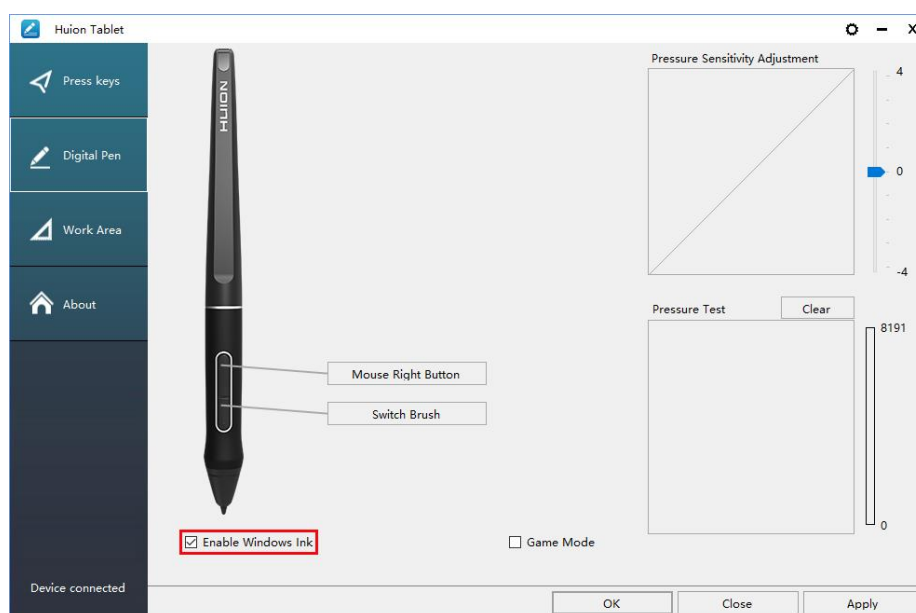 Huion Tablet
Press keys
Digital Pen
Work Area
About
Device connected
HUION
Mouse Right Button
Switch Brush
Enable Windows Ink
Game Mode
Pressure Sensitivity Adjustment
4
0
-4
Pressure Test
Clear
8191
0
OK
Close
Apply